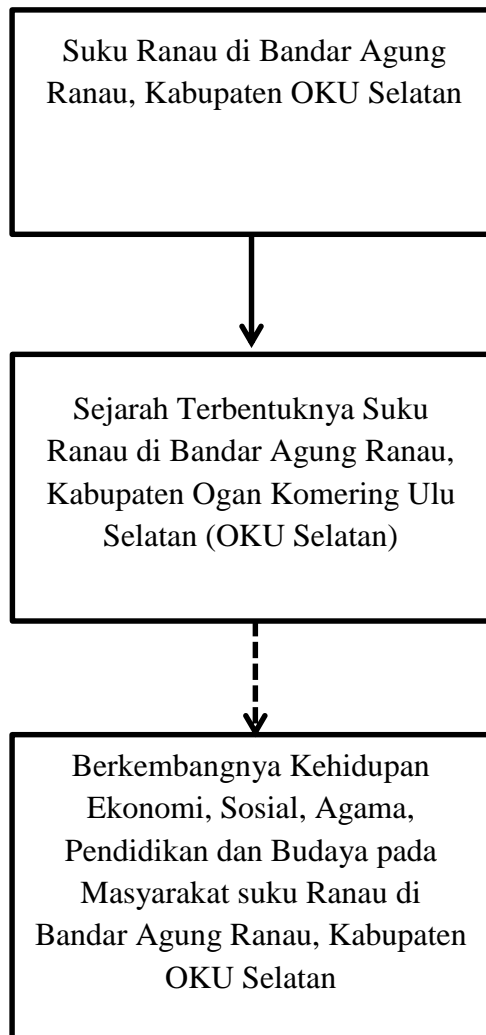 Suku Ranau di Bandar Agung
Ranau, Kabupaten OKU Selatan
Sejarah Terbentuknya Suku
Ranau di Bandar Agung Ranau,
Kabupaten Ogan Komering Ulu
Selatan (OKU Selatan)
Berkembangnya Kehidupan
Ekonomi, Sosial, Agama,
Pendidikan dan Budaya pada
Masyarakat suku Ranau di
Bandar Agung Ranau, Kabupaten
OKU Selatan